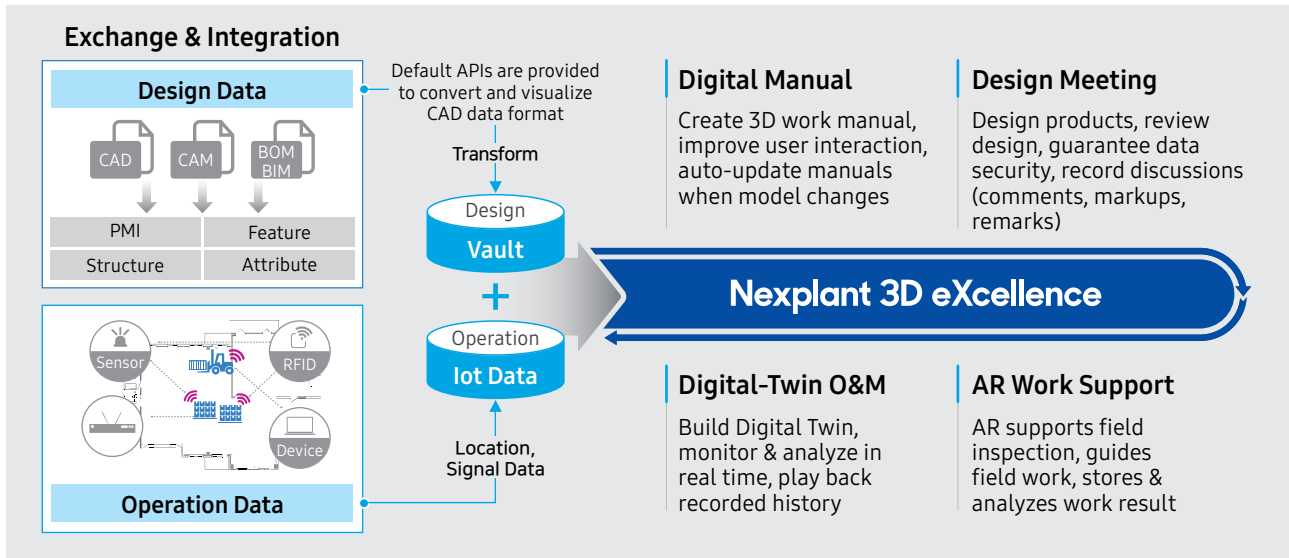 Exchange & Integration
Design Data
CAD
CAM
BOM
BIM
PMI
Feature
Structure
Attribute
Sensor
RFID
Device
Operation Data
Default APIs are provided
to convert and visualize
CAD data format
Transform
Design
Vault
+
Operation
Iot Data
Location,
Signal Data
Digital Manual
Create 3D work manual,
improve user interaction,
auto-update manuals
when model changes
Design Meeting
Design products, review
design, guarantee data
security, record discussions
(comments, markups,
remarks)
Nexplant 3D eXcellence
Digital-Twin O&M
Build Digital Twin,
monitor & analyze in
real time, play back
recorded history
AR Work Support
AR supports field
inspection, guides
field work, stores &
analyzes work result